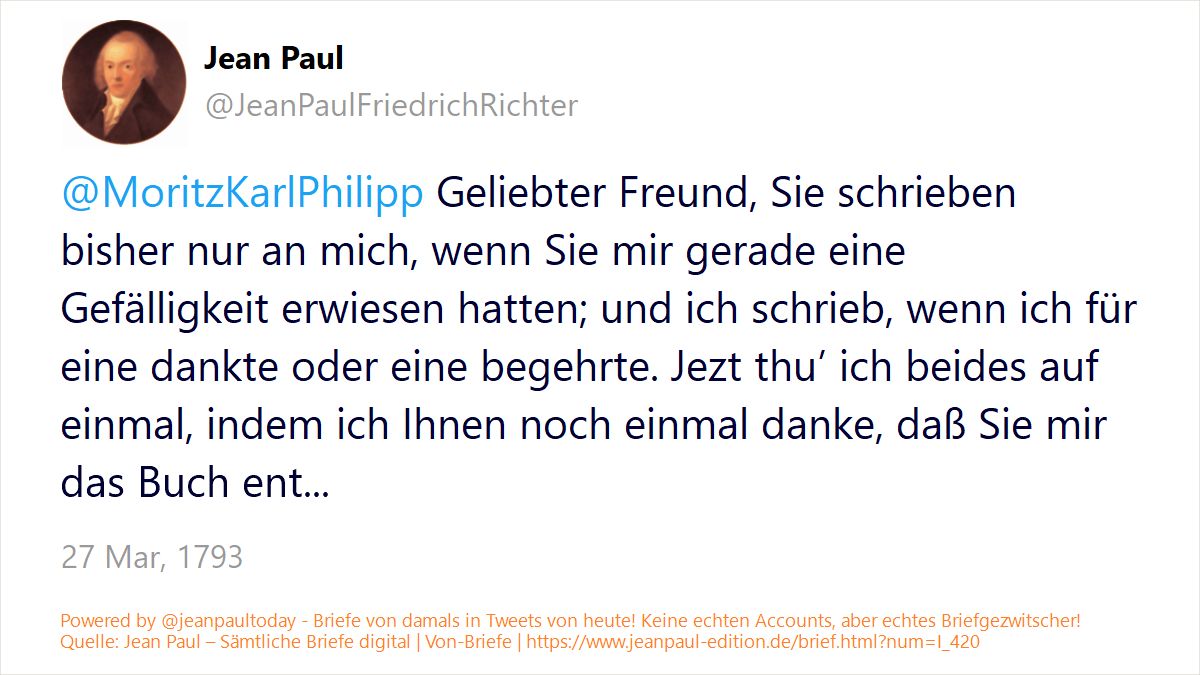 Jean Paul
@JeanPaulFriedrichRichter
@MoritzKarlPhilipp Geliebter Freund, Sie schrieben
bisher nur an mich, wenn Sie mir gerade eine
Gefälligkeit erwiesen hatten; und ich schrieb, wenn ich für
eine dankte oder eine begehrte. Jezt thu’ ich beides auf
einmal, indem ich Ihnen noch einmal danke, daß Sie mir
das Buch ent...
27 Mar, 1793
Powered by @jeanpaultoday - Briefe von damals in Tweets von heute! Keine echten Accounts, aber echtes Briefgezwitscher!
Quelle: Jean Paul – Sämtliche Briefe digital | Von-Briefe | https://www.jeanpaul-edition.de/brief.html?num=I_420